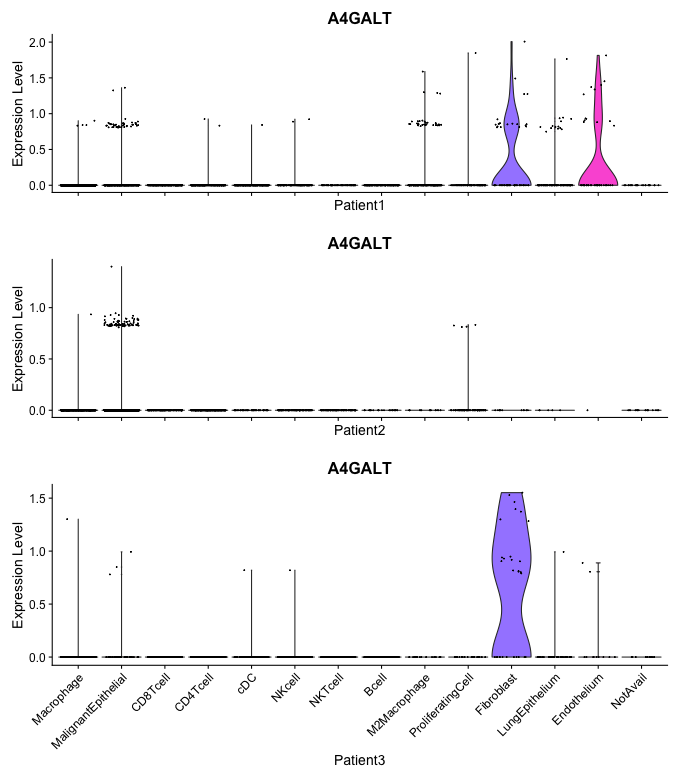 A4GALT
2.0
1.5
1.0
0.5
0.0
Expression Level
Patient1
A4GALT
1.0
0.5
0.0
Expression Level
Patient2
A4GALT
1.5
1.0
0.5
0.0
Expression Level
Macrophage
MalignantEpithelial
CD8Tcell
CD4Tcell
cDC
NKcell
NKTcell
Bcell
M2Macrophage
ProliferatingCell
Fibroblast
LungEpithelium
Endothelium
NotAvail
Patient3